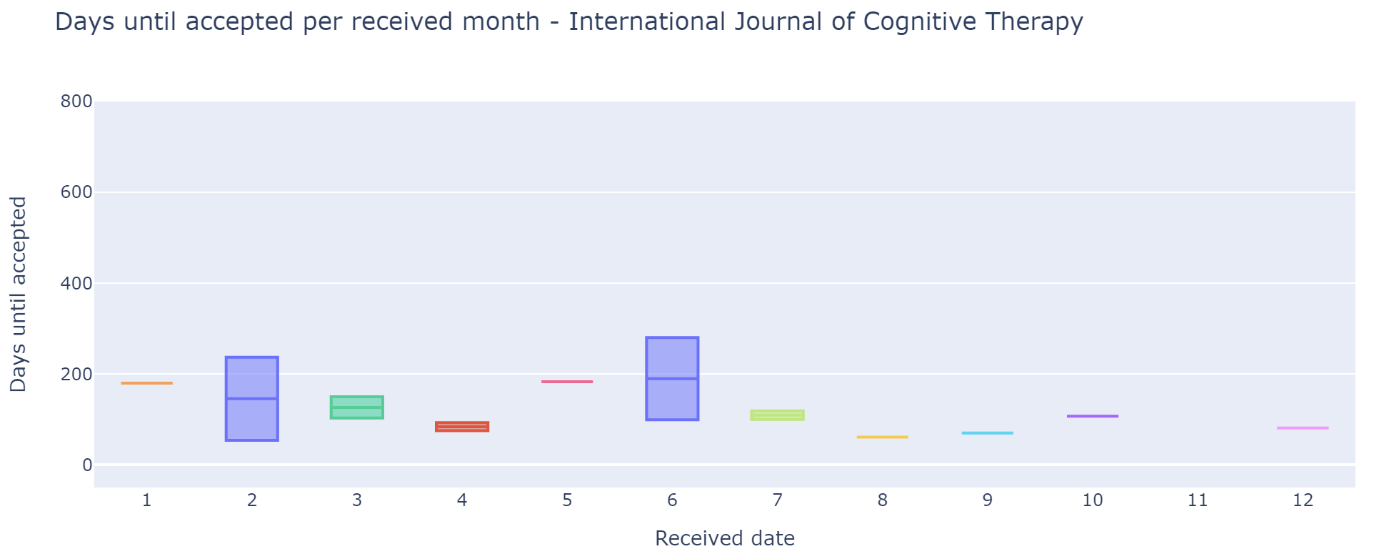 Days until accepted per received month - International Journal of Cognitive Therapy
Days until accepted
800
600
400
200
0
1 2 3 4 5 6 7 8 9 10 11 12
Received date